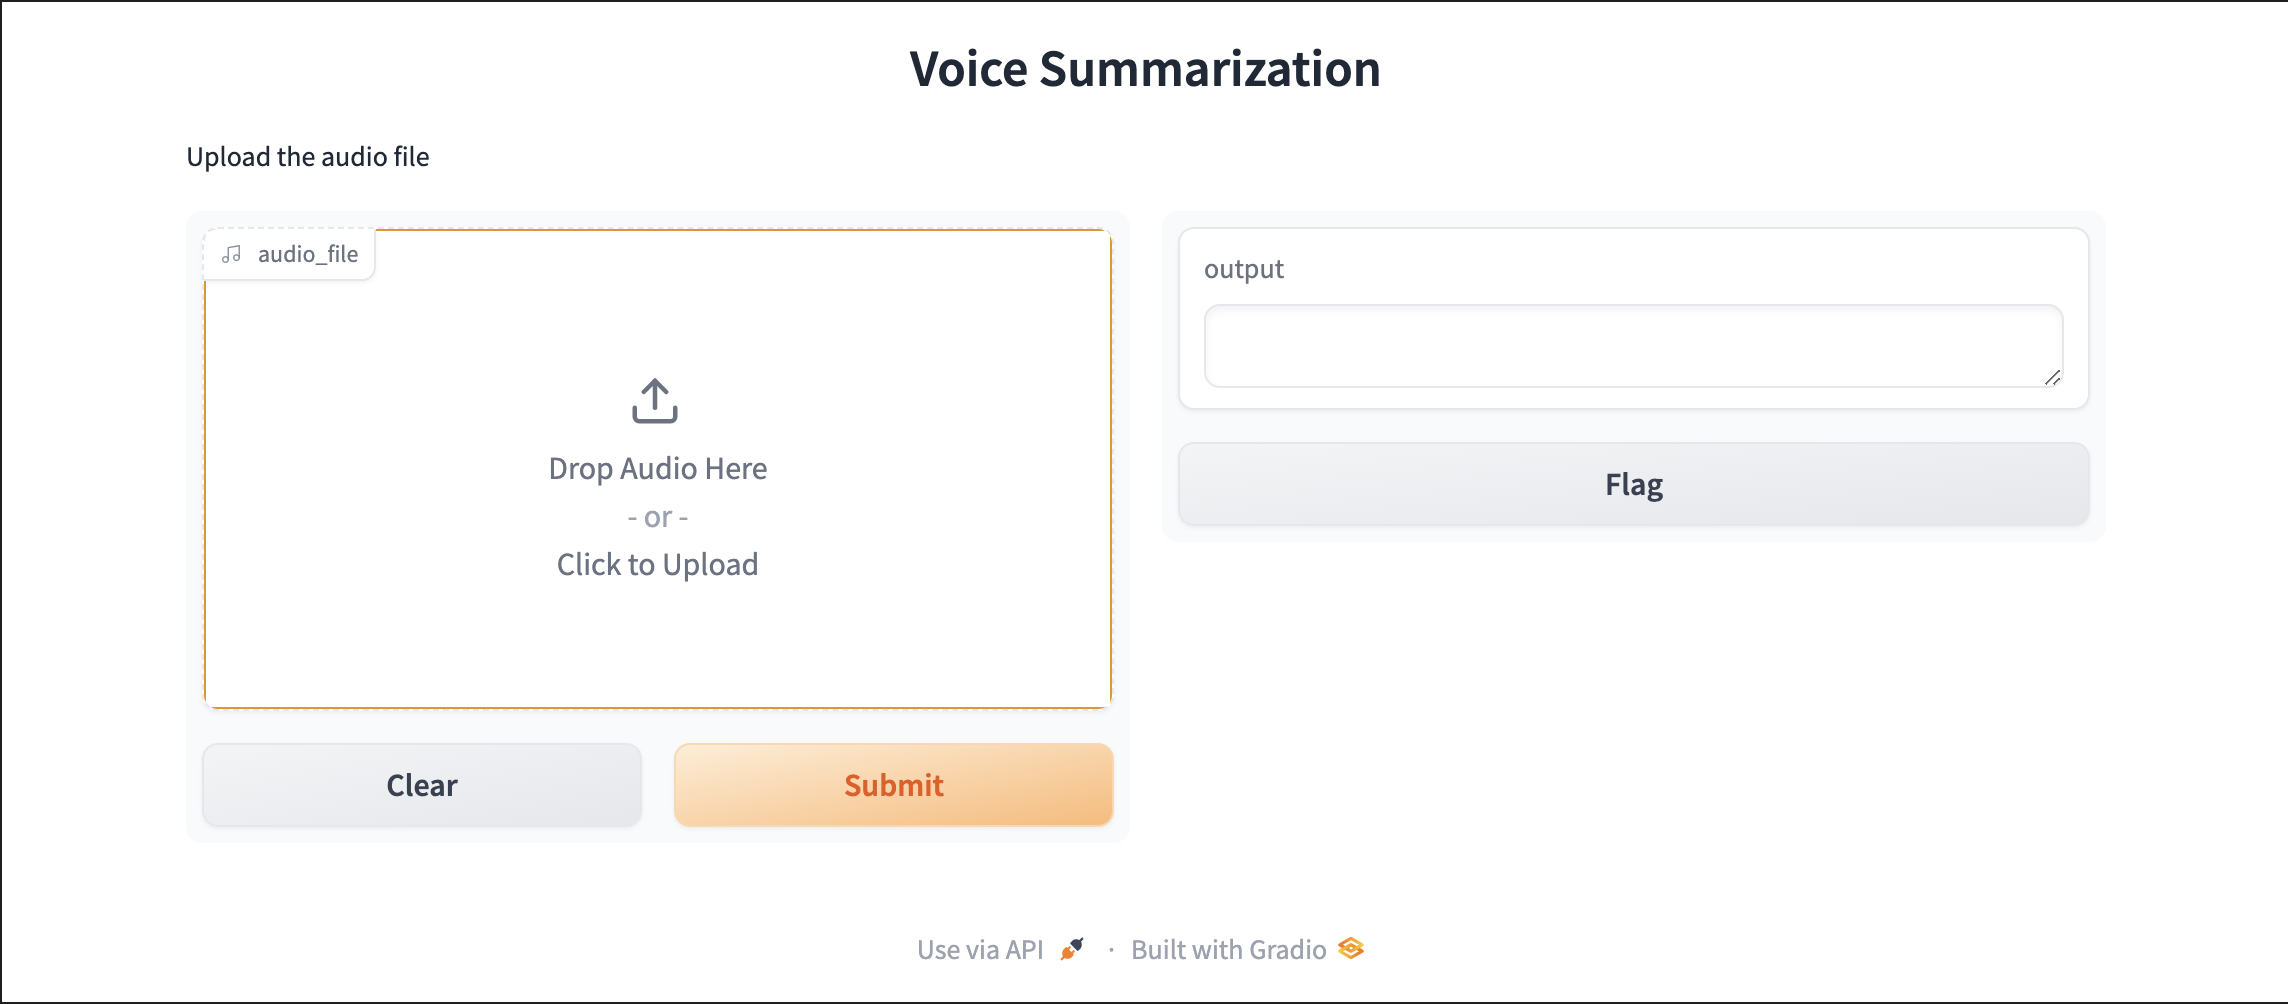 Voice Summarization
Upload the audio file
audio_file
Drop Audio Here
- or -
Click to Upload
Clear
Submit
output
Flag
Use via API · Built with Gradio